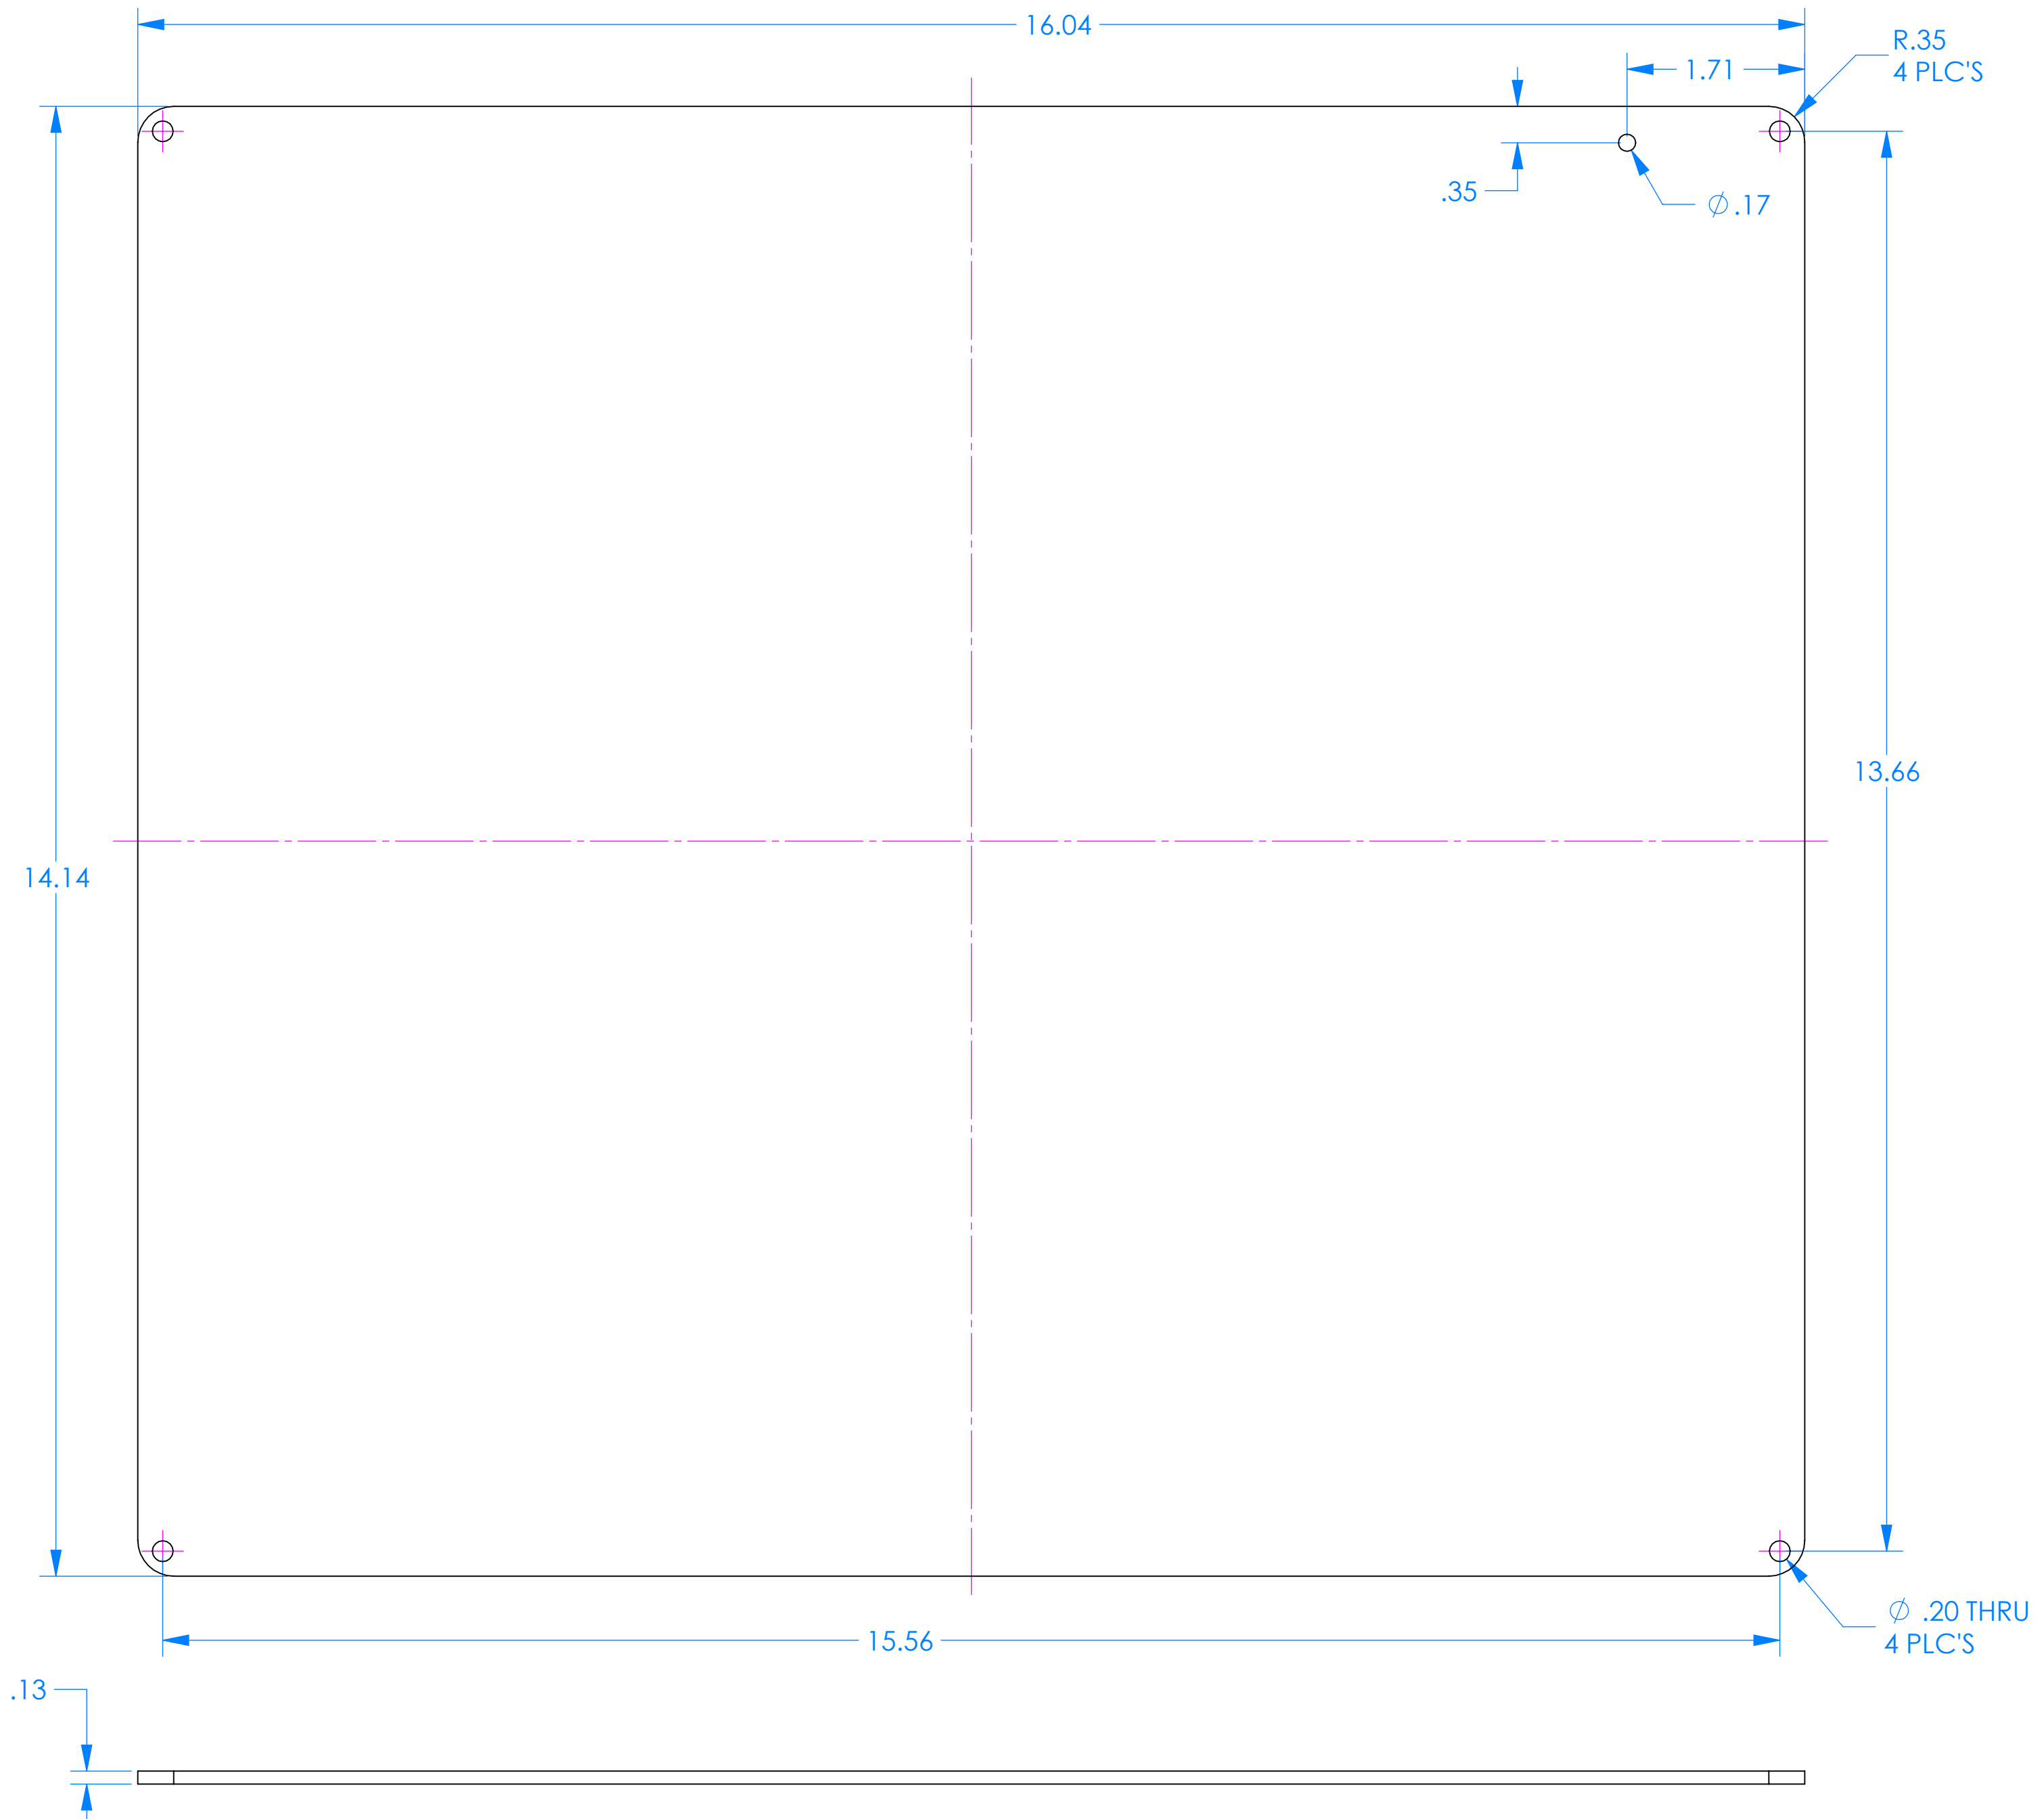 16.04
R.35
4 PLC'S
1.71
.35
⌀ .17
13.66
14.14
⌀ .20 THRU
4 PLC'S
15.56
.13